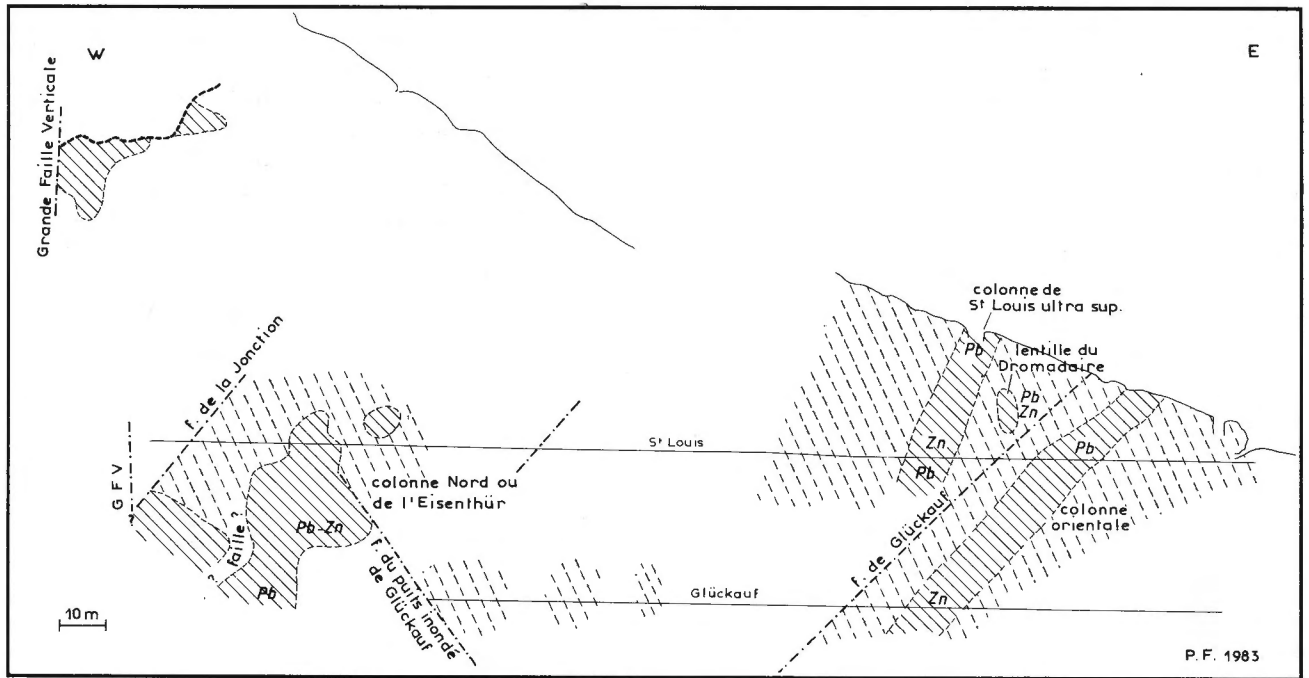 W
E
Grande Faille Verticale
colonne de
St Louis ultra sup.
Pb
lentille du
Dromadaire
Pb
Zn
f. de la Jonction
St Louis
Zn
Pb
Pb
G F V
colonne Nord ou
de l'Eisenthür
faille ?
Pb-Zn
?
?
Pb
f. du puits inondé
de Glückauf
f. de Glückauf
colonne
orientale
Glückauf
Zn
10 m
P.F. 1983